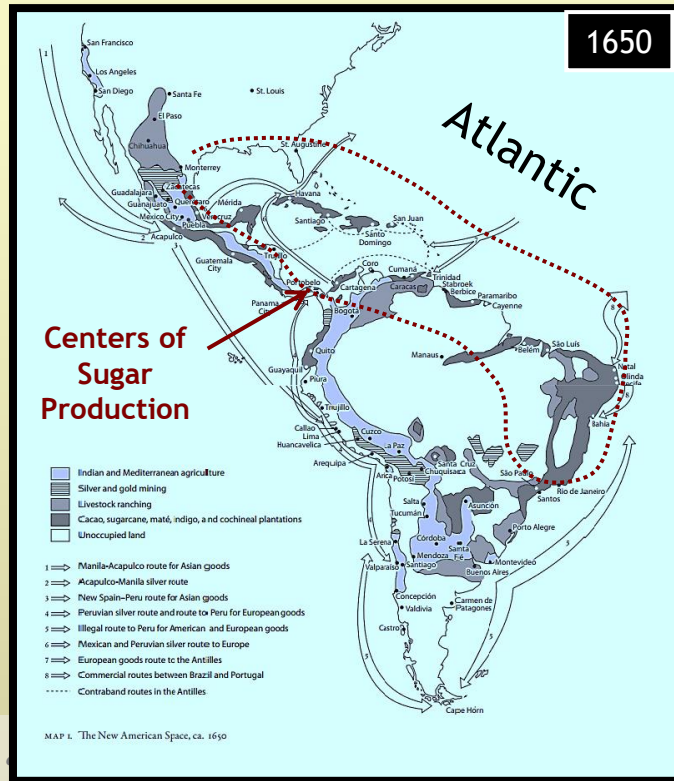 1650
Atlantic
San Francisco
Los Angeles
San Diego
Santa Fe
St. Louis
El Paso
Chihuahua
St. Augustine
Monterrey
Zacatecas
Guadalajara
Guanajuato
Querétaro
Mexico City
Puebla
Veracruz
Mérida
Acapulco
Havana
Santiago
San Juan
Santo
Domingo
Guatemala
City
Trujillo
Portobelo
Panama
City
Coro
Cartagena
Cumaná
Caracas
Trinidad
Stabroek
Berbice
Paramaribo
Cayenne
Bogotá
Centers of
Sugar
Production
Quito
Guayaquil
Piura
Manaus
Belém
São Luís
Natal
Olinda
Recife
Bahia
Trujillo
Callao
Lima
Huancavelica
Cuzco
La Paz
Arequipa
Arica
Potosí
Santa Cruz
Chuquisaca
São Paulo
Rio de Janeiro
Santos
Salta
Tucumán
Asunción
La Serena
Córdoba
Santa
Fé
Porto Alegre
Mendoza
Valparaíso
Santiago
Montevideo
Buenos Aires
Concepción
Valdivia
Carmen de
Patagones
Castro
Cape Horn
Indian and Mediterranean agriculture
Silver and gold mining
Livestock ranching
Cacao, sugarcane, maté, indigo, and cochineal plantations
Unoccupied land
1 Manila-Acapulco route for Asian goods
2 Acapulco-Manila silver route
3 New Spain–Peru route for Asian goods
4 Peruvian silver route and route to Peru for European goods
5 Illegal route to Peru for American and European goods
6 Mexican and Peruvian silver route to Europe
7 European goods route to the Antilles
8 Commercial routes between Brazil and Portugal
Contraband routes in the Antilles
MAP 1. The New American Space, ca. 1650